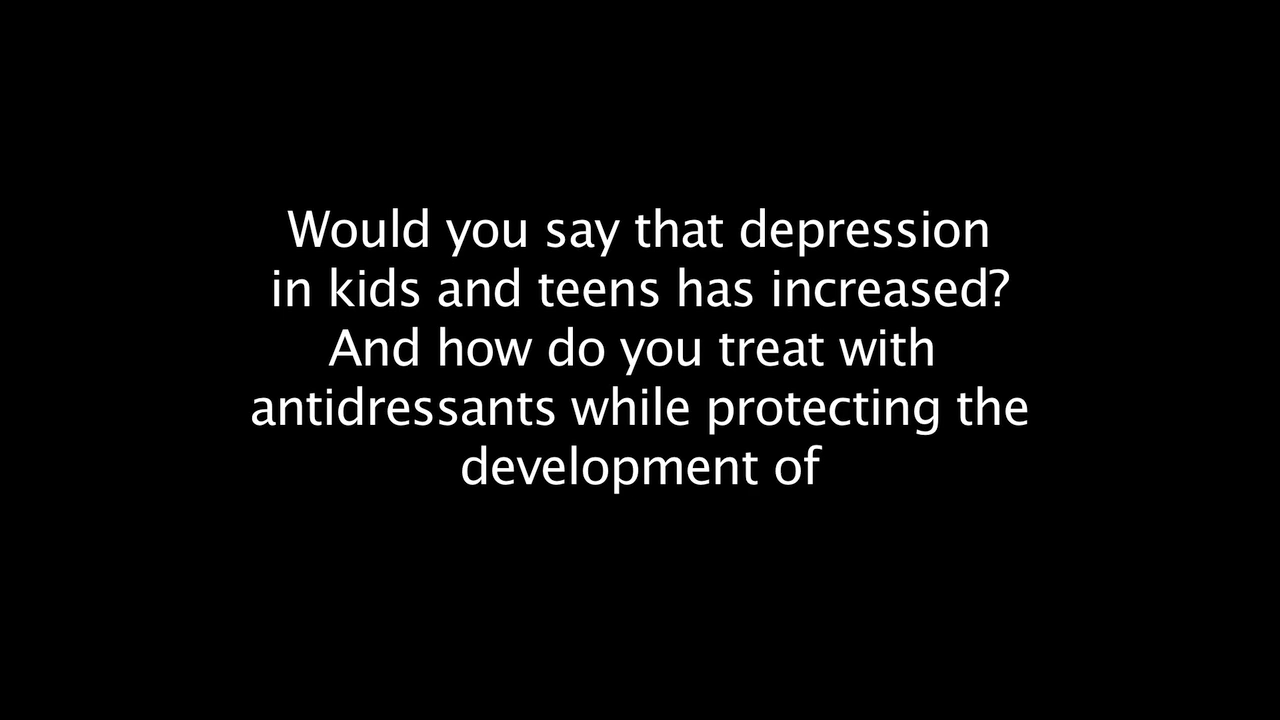 Would you say that depression
in kids and teens has increased?
And how do you treat with
antidressants while protecting the
development of